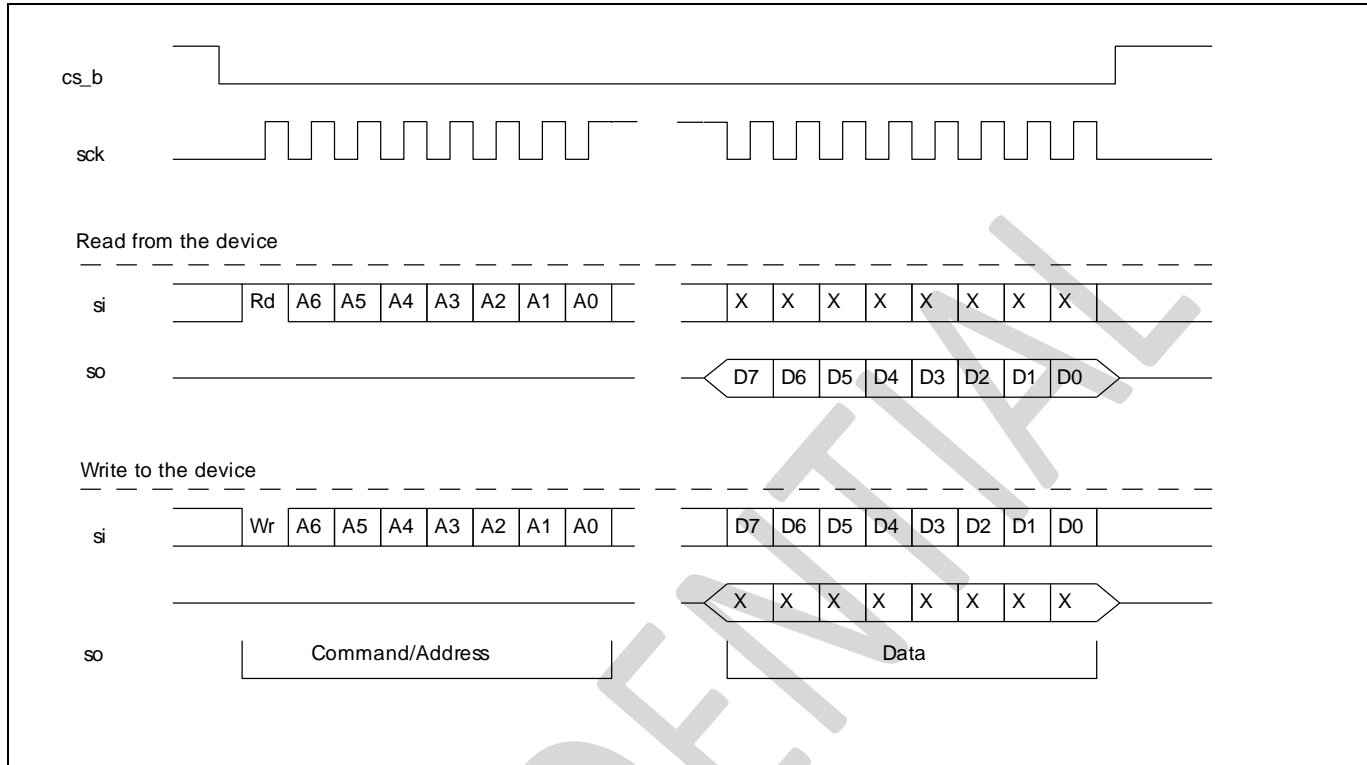 cs_b
sck
Read from the device
si Rd A6 A5 A4 A3 A2 A1 A0 X X X X X X X X
so D7 D6 D5 D4 D3 D2 D1 D0
Write to the device
si Wr A6 A5 A4 A3 A2 A1 A0 D7 D6 D5 D4 D3 D2 D1 D0
X X X X X X X X
so Command/Address Data
DENTIAL